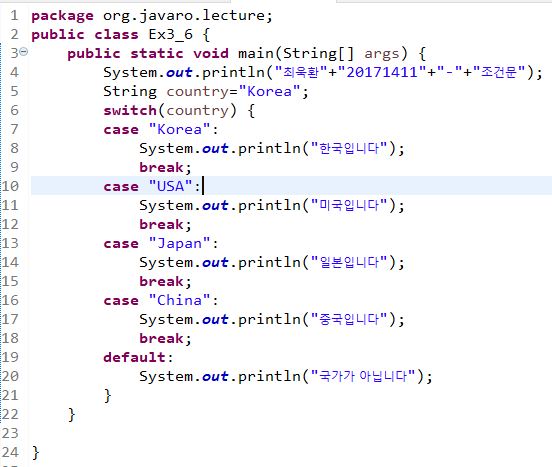 1 package org.javaro.lecture;
2 public class Ex3_6 {
3 public static void main(String[] args) {
4 System.out.println("최욱환"+"20171411"+"-"+"조건문");
5 String country="Korea";
6 switch(country) {
7 case "Korea":
8 System.out.println("한국입니다");
9 break;
10 case "USA":
11 System.out.println("미국입니다");
12 break;
13 case "Japan":
14 System.out.println("일본입니다");
15 break;
16 case "China":
17 System.out.println("중국입니다");
18 break;
19 default:
20 System.out.println("국가가 아닙니다");
21 }
22 }
23
24 }